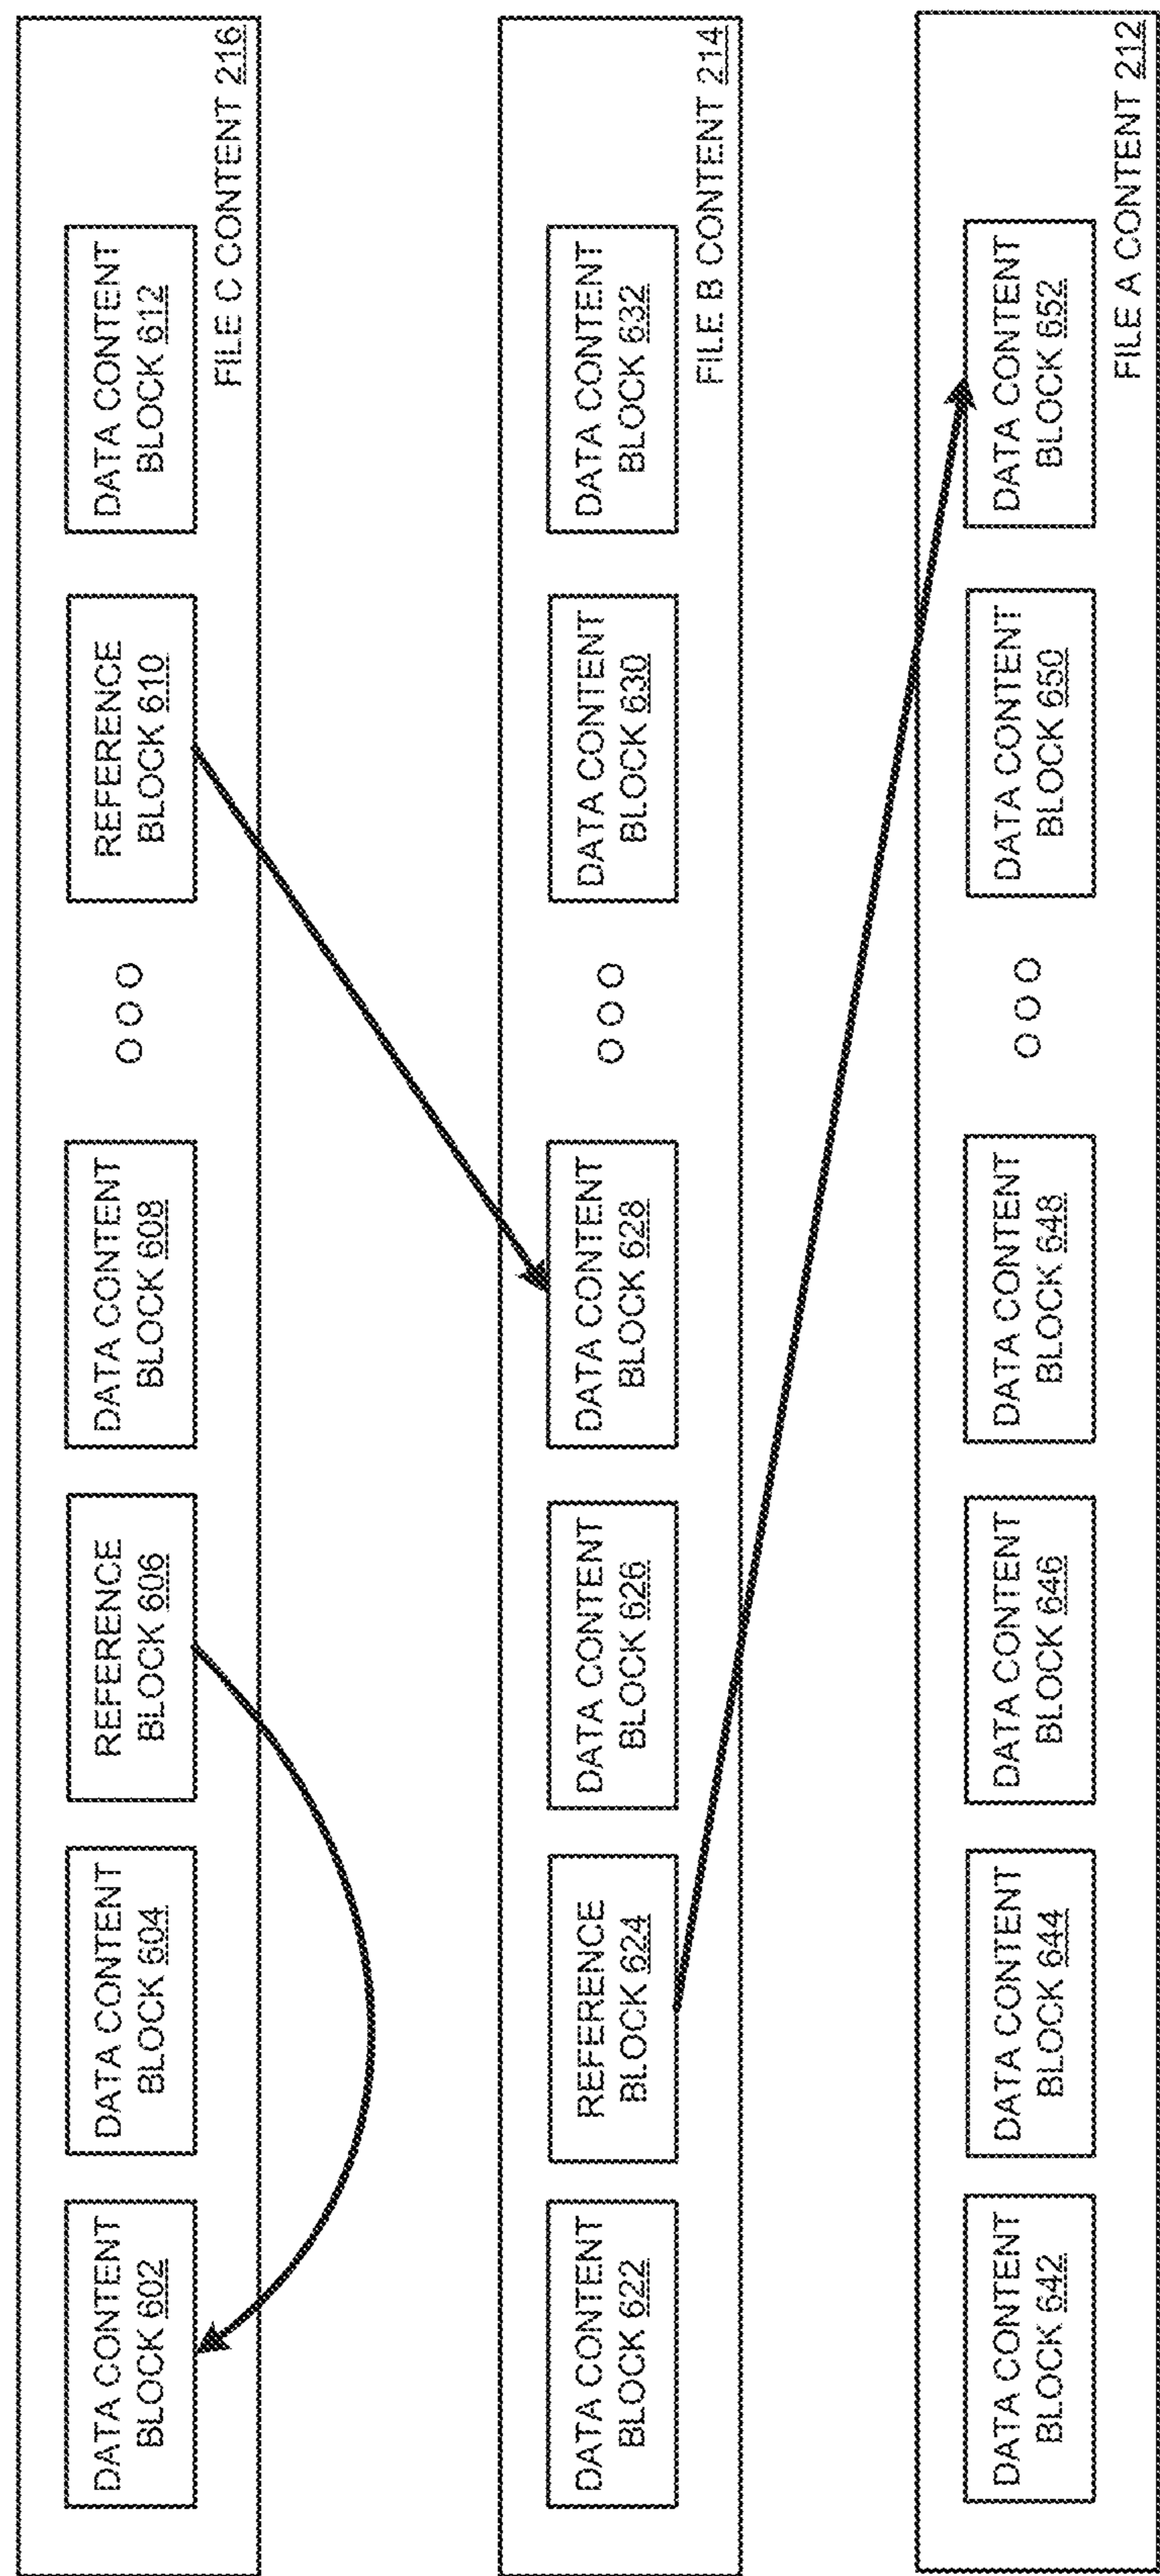 DATA CONTENT
BLOCK 602
DATA CONTENT
BLOCK 604
REFERENCE
BLOCK 606
DATA CONTENT
BLOCK 608
REFERENCE
BLOCK 610
DATA CONTENT
BLOCK 612
FILE C CONTENT 216
DATA CONTENT
BLOCK 622
REFERENCE
BLOCK 624
DATA CONTENT
BLOCK 626
DATA CONTENT
BLOCK 628
DATA CONTENT
BLOCK 630
DATA CONTENT
BLOCK 632
FILE B CONTENT 214
DATA CONTENT
BLOCK 642
DATA CONTENT
BLOCK 644
DATA CONTENT
BLOCK 646
DATA CONTENT
BLOCK 648
DATA CONTENT
BLOCK 650
DATA CONTENT
BLOCK 652
FILE A CONTENT 212